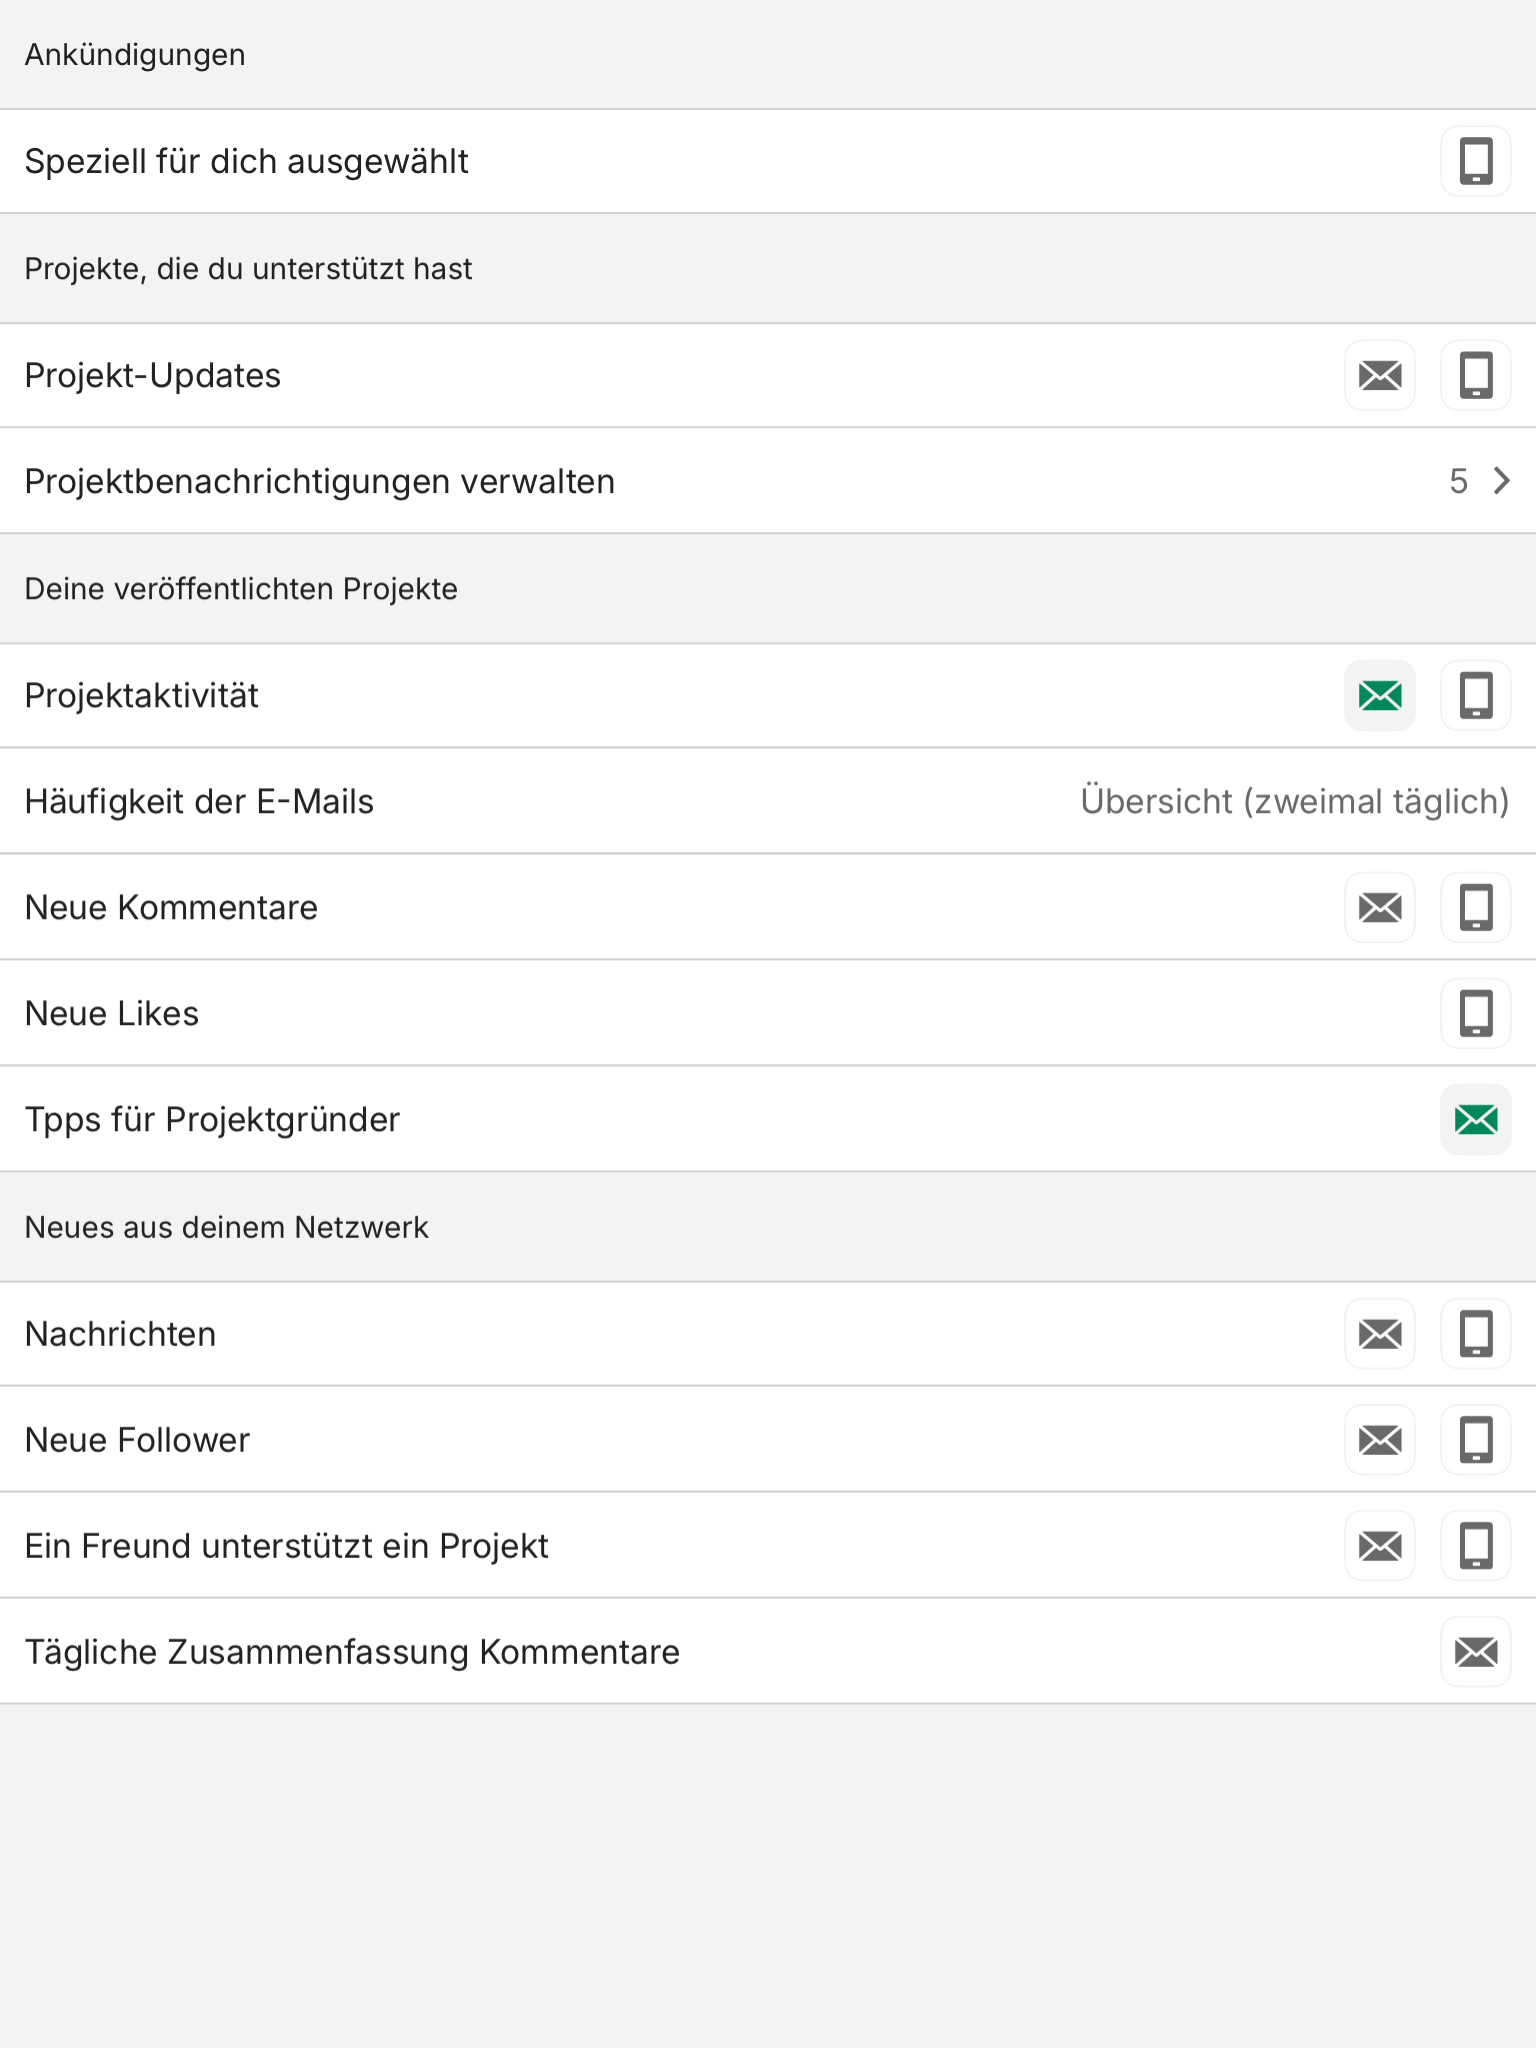 Ankündigungen
Speziell für dich ausgewählt
Projekte, die du unterstützt hast
Projekt-Updates
Projektbenachrichtigungen verwalten 5
Deine veröffentlichten Projekte
Projektaktivität
Häufigkeit der E-Mails Übersicht (zweimal täglich)
Neue Kommentare
Neue Likes
Tpps für Projektgründer
Neues aus deinem Netzwerk
Nachrichten
Neue Follower
Ein Freund unterstützt ein Projekt
Tägliche Zusammenfassung Kommentare